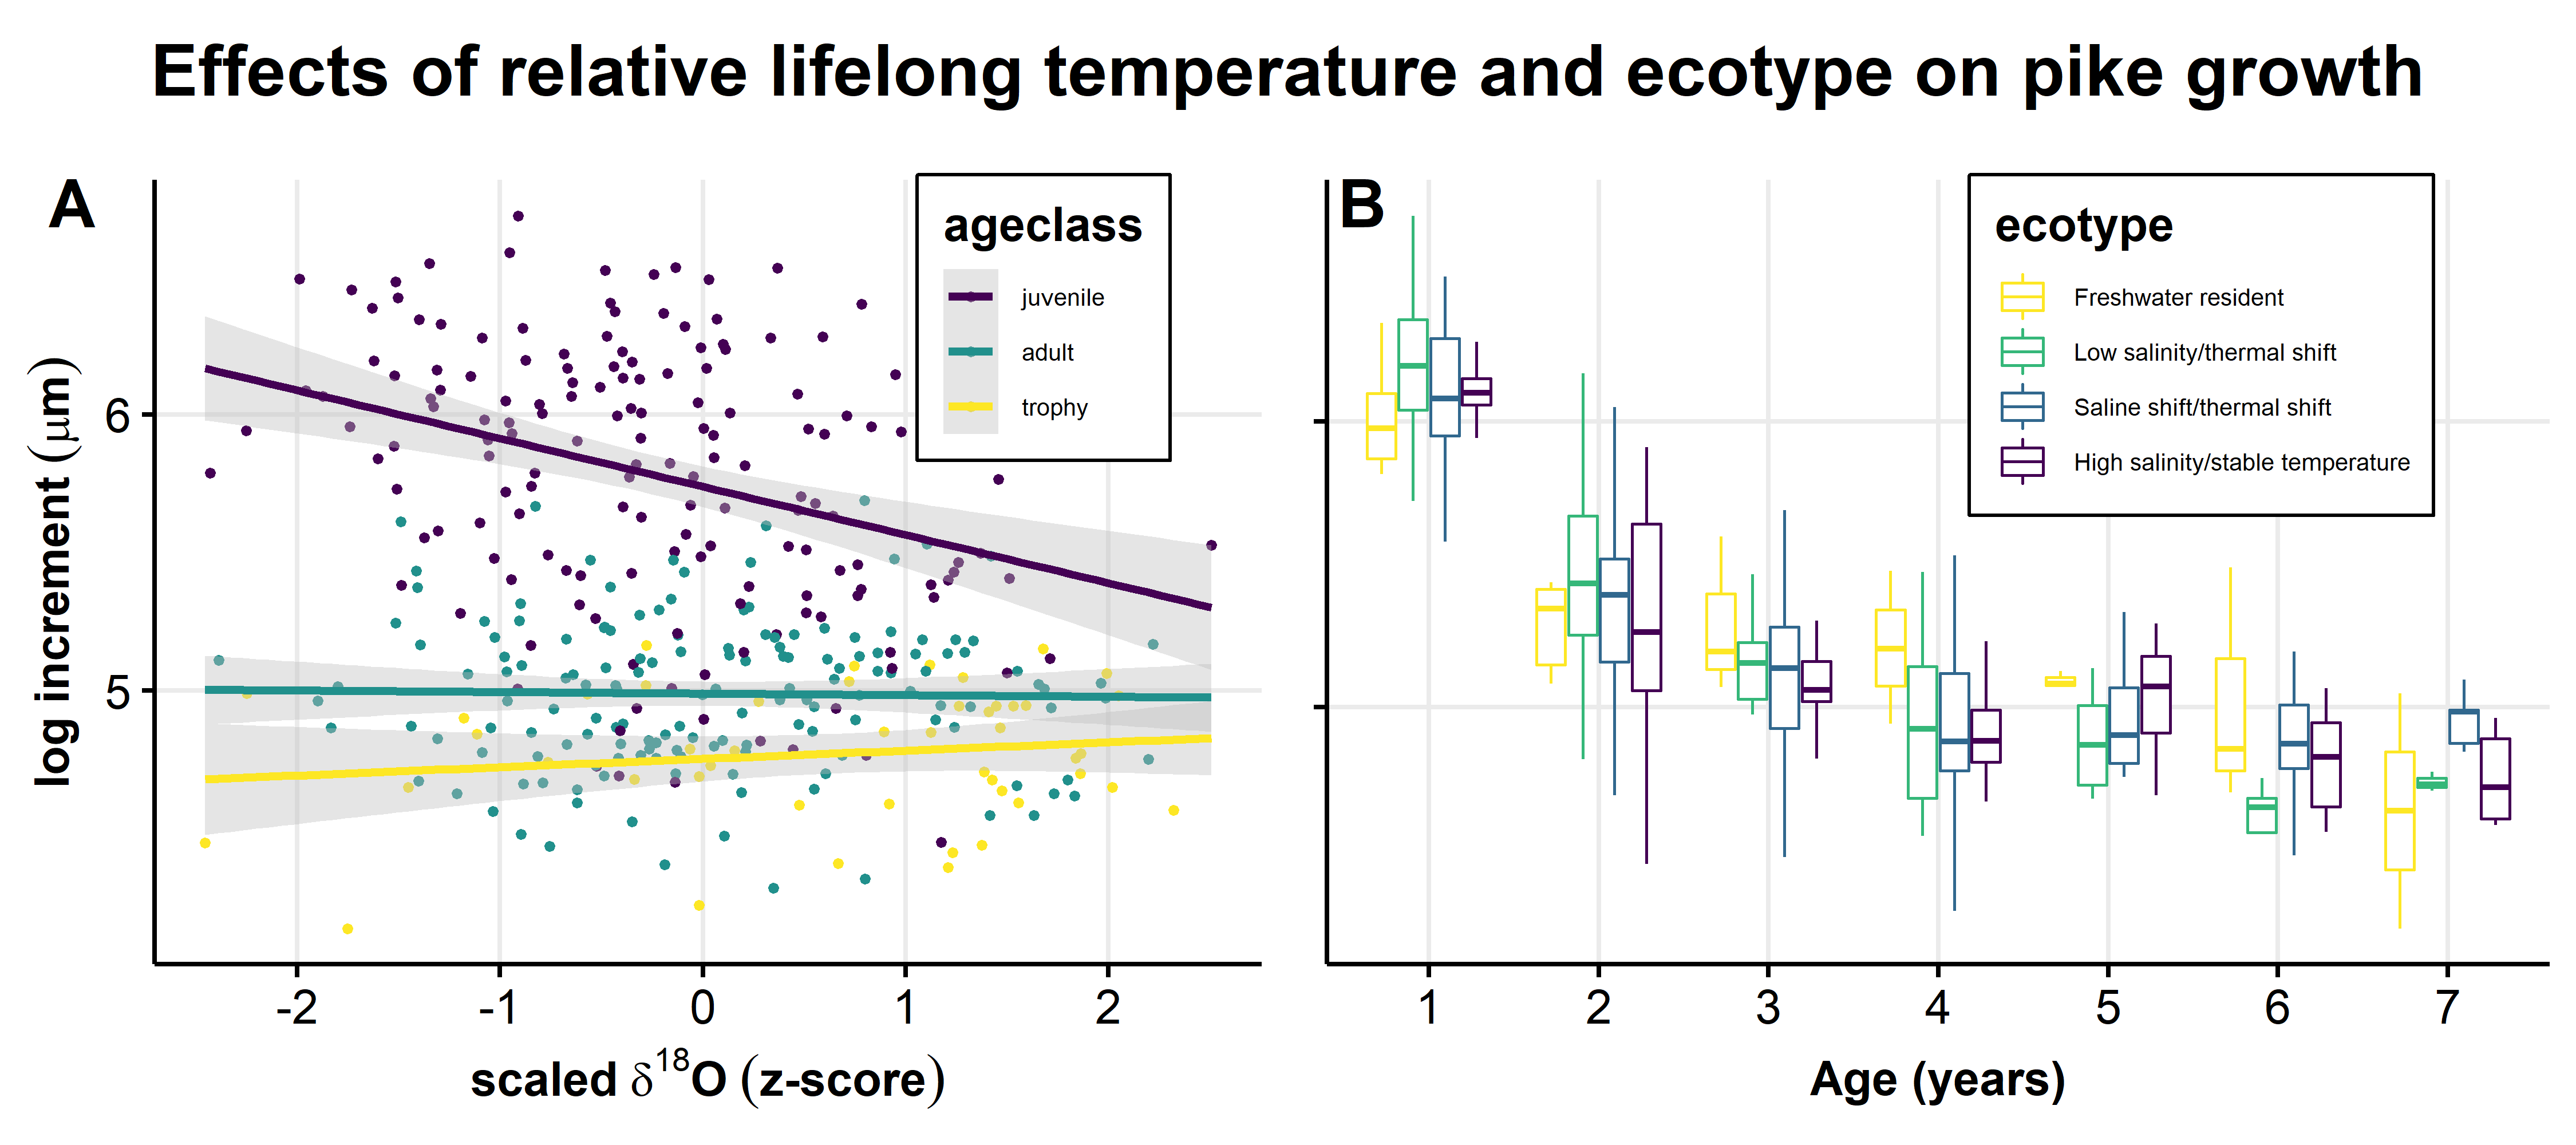 Effects of relative lifelong temperature and ecotype on pike growth
A
ageclass
juvenile
adult
trophy
log increment (μm)
6
5
-2 -1 0 1 2
scaled δ¹⁸O (z-score)
B
ecotype
Freshwater resident
Low salinity/thermal shift
Saline shift/thermal shift
High salinity/stable temperature
1 2 3 4 5 6 7
Age (years)